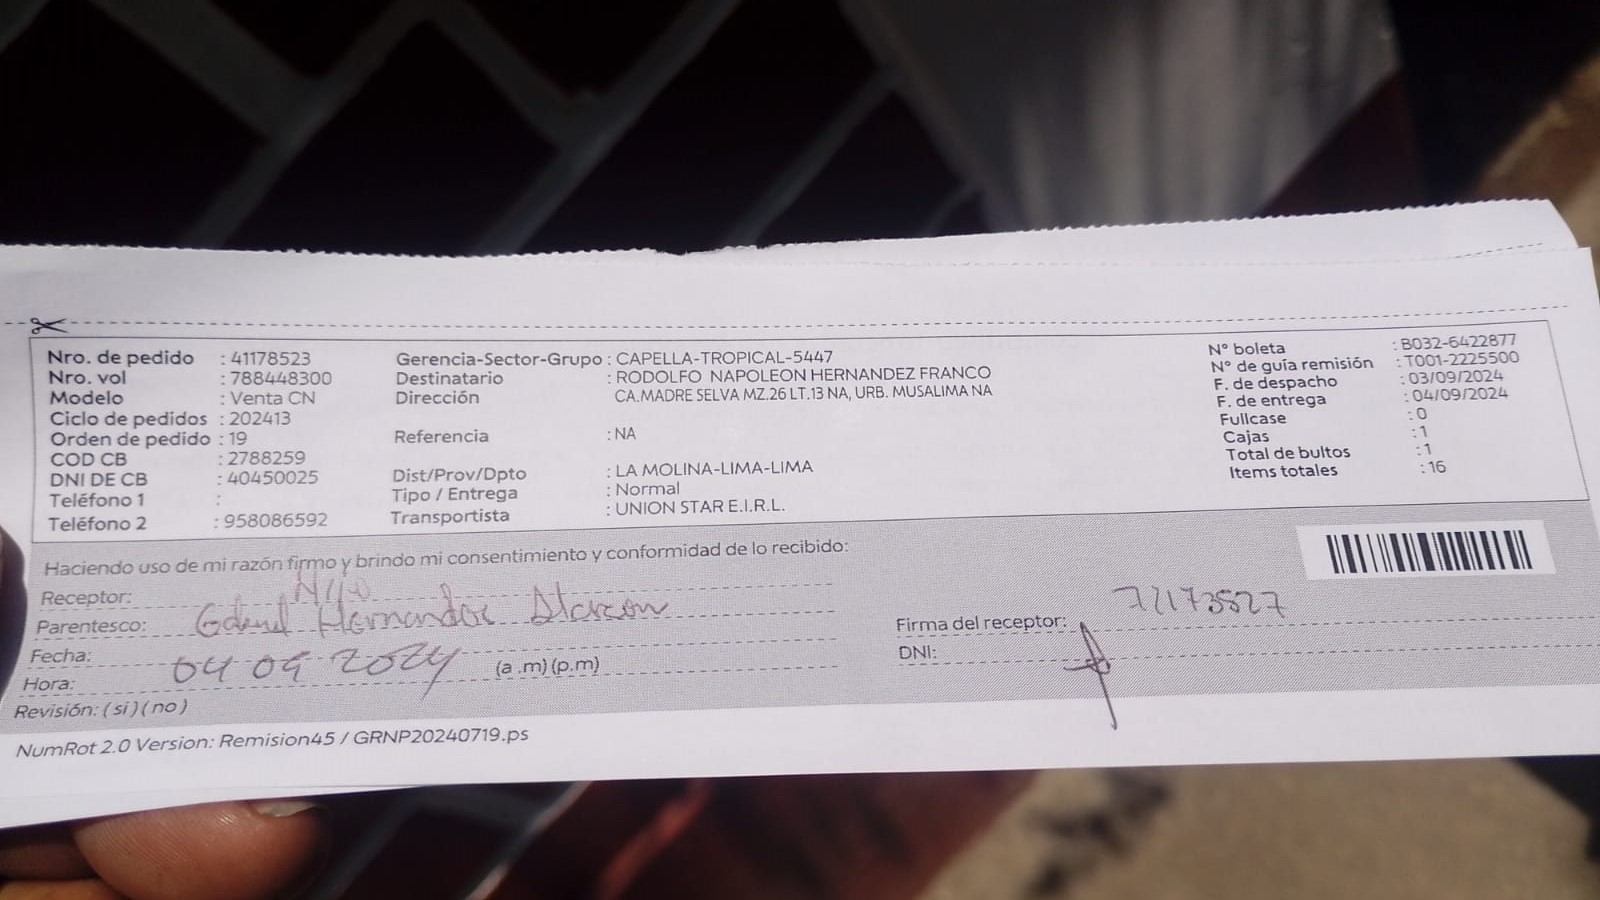 Nro. de pedido : 41178523
Nro. vol : 788448300
Modelo : Venta CN
Ciclo de pedidos : 202413
Orden de pedido : 19
COD CB : 2788259
DNI DE CB : 40450025
Teléfono 1 :
Teléfono 2 : 958086592
Gerencia-Sector-Grupo : CAPELLA-TROPICAL-5447
Destinatario : RODOLFO NAPOLEON HERNANDEZ FRANCO
Dirección CA.MADRE SELVA MZ.26 LT.13 NA, URB. MUSALIMA NA
Referencia : NA
Dist/Prov/Dpto : LA MOLINA-LIMA-LIMA
Tipo / Entrega : Normal
Transportista : UNION STAR E.I.R.L.
N° boleta : B032-6422877
N° de guía remisión : T001-2225500
F. de despacho : 03/09/2024
F. de entrega : 04/09/2024
Fullcase : 0
Cajas : 1
Total de bultos : 1
Items totales : 16
Haciendo uso de mi razón firmo y brindo mi consentimiento y conformidad de lo recibido:
Receptor:
Parentesco:
Fecha: 04 09 2024
Hora: (a .m) (p.m)
Revisión: ( si ) ( no )
72173527
Firma del receptor:
DNI:
NumRot 2.0 Version: Remision45 / GRNP20240719.ps